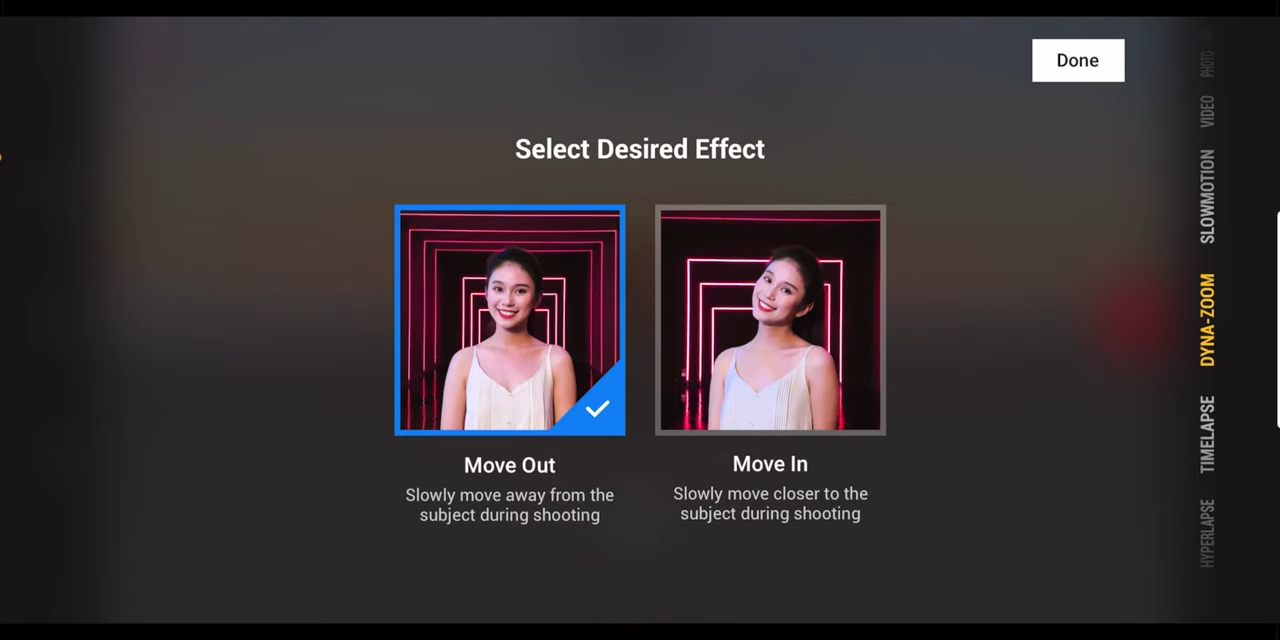 Done
Select Desired Effect
Move Out
Slowly move away from the
subject during shooting
Move In
Slowly move closer to the
subject during shooting
PHOTO
VIDEO
SLOWMOTION
DYNA-ZOOM
TIMELAPSE
HYPERLAPSE